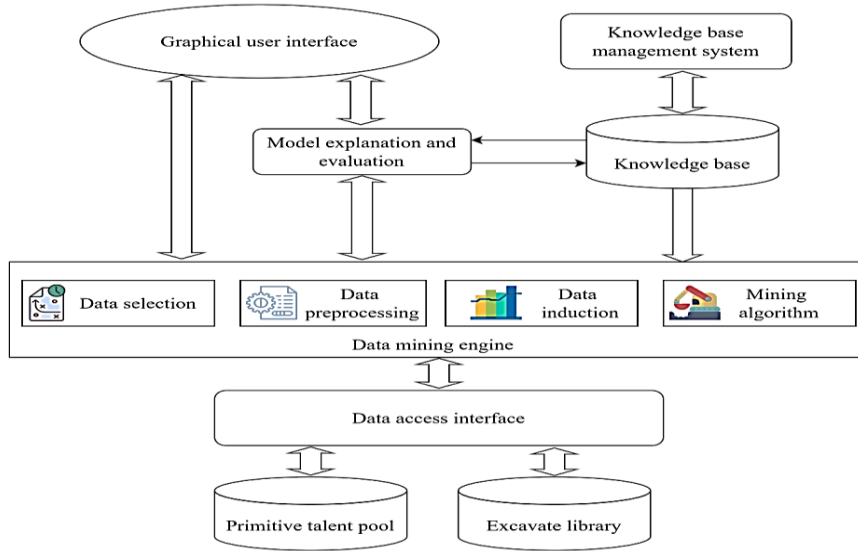 Graphical user interface
Knowledge base
management system
Model explanation and
evaluation
Knowledge base
Data selection
Data
preprocessing
Data
induction
Mining
algorithm
Data mining engine
Data access interface
Primitive talent pool
Excavate library